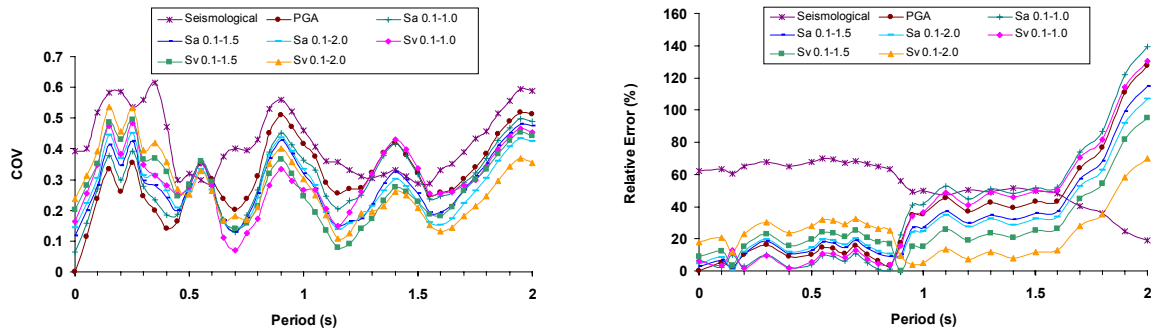 Seismological PGA Sa 0.1-1.0
Sa 0.1-1.5 Sa 0.1-2.0 Sv 0.1-1.0
Sv 0.1-1.5 Sv 0.1-2.0
COV
0.7
0.6
0.5
0.4
0.3
0.2
0.1
0
0 0.5 1 1.5 2
Period (s)
Seismological PGA Sa 0.1-1.0
Sa 0.1-1.5 Sa 0.1-2.0 Sv 0.1-1.0
Sv 0.1-1.5 Sv 0.1-2.0
Relative Error (%)
160
140
120
100
80
60
40
20
0
0 0.5 1 1.5 2
Period (s)